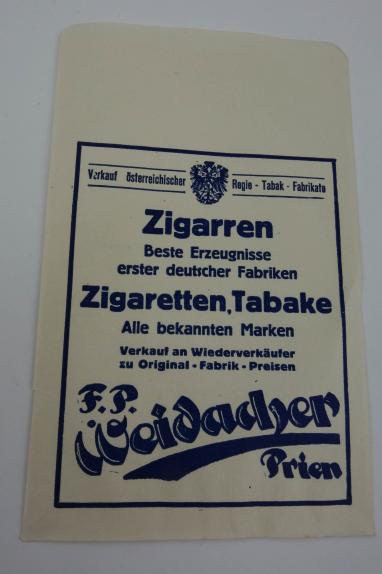 Verkauf österreichischer Regie - Tabak - Fabrikate
Zigarren
Beste Erzeugnisse
erster deutscher Fabriken
Zigaretten, Tabake
Alle bekannten Marken
Verkauf an Wiederverkäufer
zu Original - Fabrik - Preisen
F. P.
Weidacher
Prien